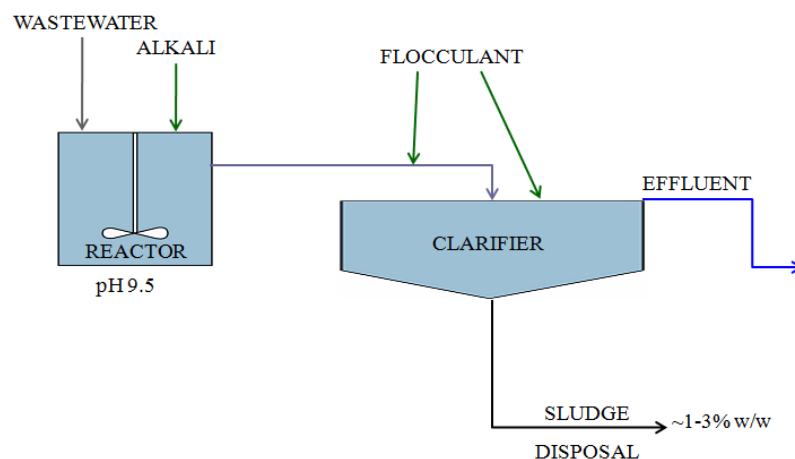 WASTEWATER
ALKALI
FLOCCULANT
EFFLUENT
REACTOR
CLARIFIER
pH 9.5
SLUDGE
~1-3% w/w
DISPOSAL